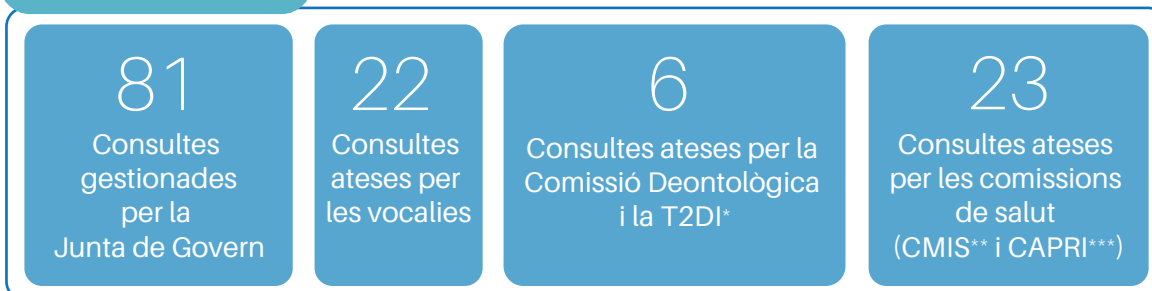 81
Consultes
gestionades
per la
Junta de Govern
22
Consultes
ateses per
les vocalies
6
Consultes ateses per la
Comissió Deontològica
i la T2DI*
23
Consultes ateses
per les comissions
de salut
(CMIS** i CAPRI***)